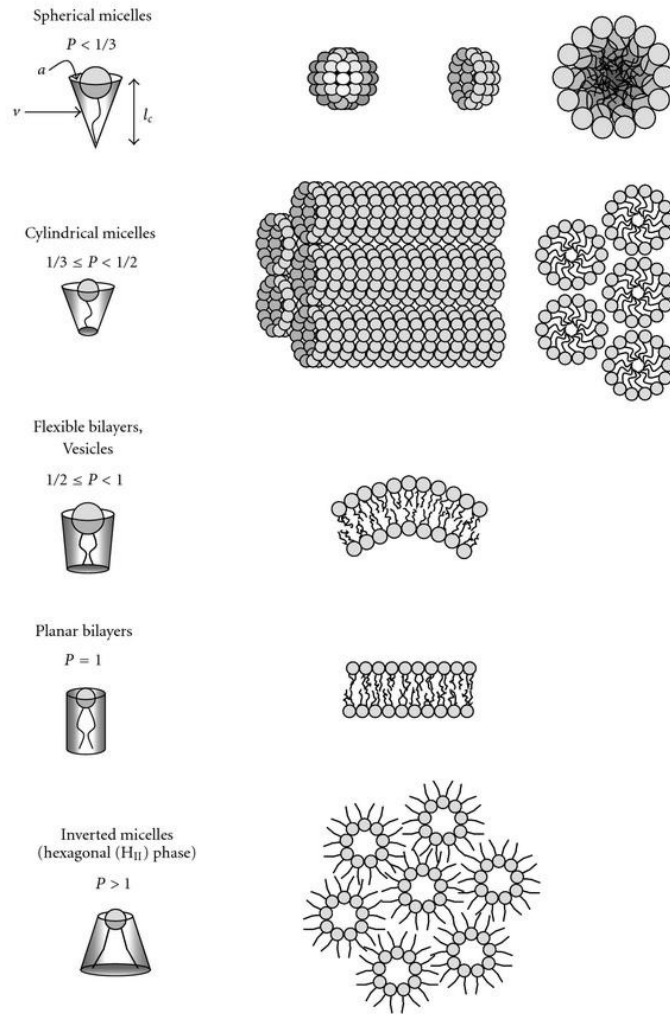 Spherical micelles
P < 1/3
a
v
l_c
Cylindrical micelles
1/3 ≤ P < 1/2
Flexible bilayers,
Vesicles
1/2 ≤ P < 1
Planar bilayers
P = 1
Inverted micelles
(hexagonal (H_II) phase)
P > 1